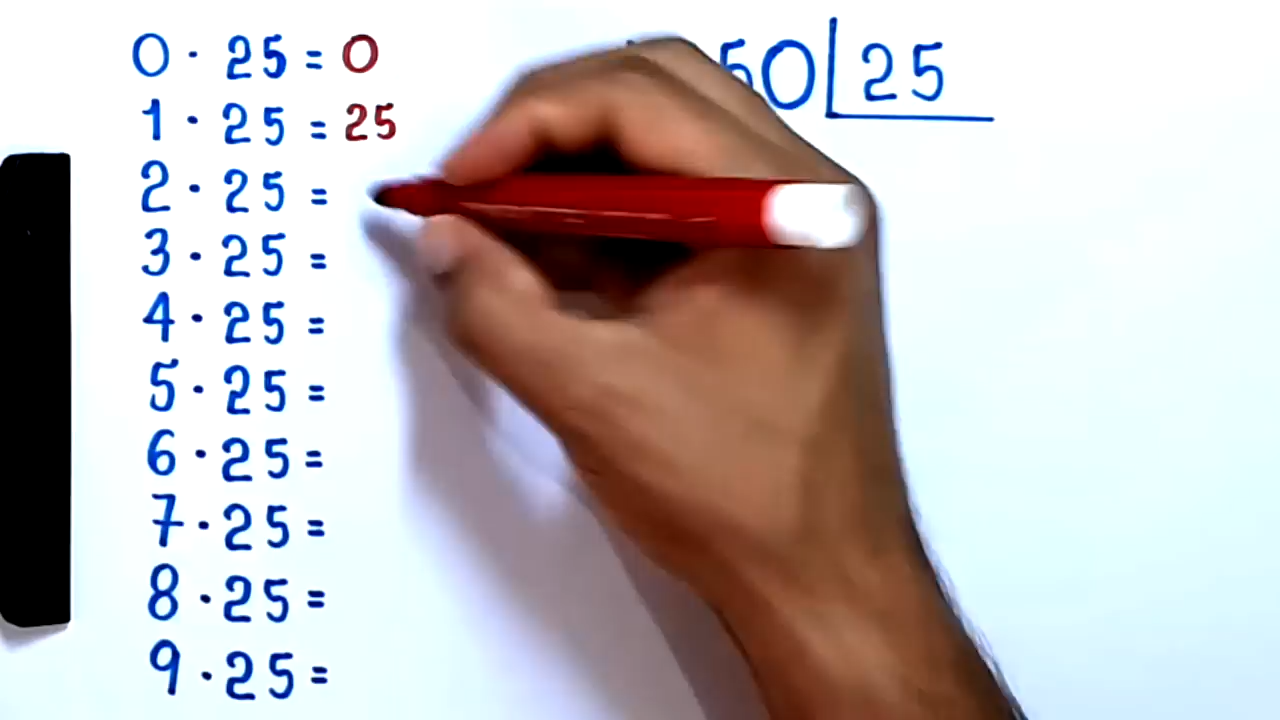 0 · 25 = 0
1 · 25 = 25
2 · 25 =
3 · 25 =
4 · 25 =
5 · 25 =
6 · 25 =
7 · 25 =
8 · 25 =
9 · 25 =
50 25